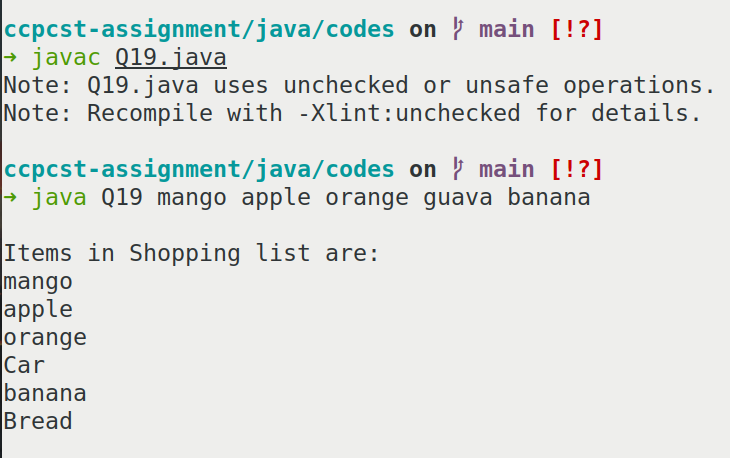 ccpcst-assignment/java/codes on  main [!?]
→ javac Q19.java
Note: Q19.java uses unchecked or unsafe operations.
Note: Recompile with -Xlint:unchecked for details.
ccpcst-assignment/java/codes on  main [!?]
→ java Q19 mango apple orange guava banana
Items in Shopping list are:
mango
apple
orange
Car
banana
Bread